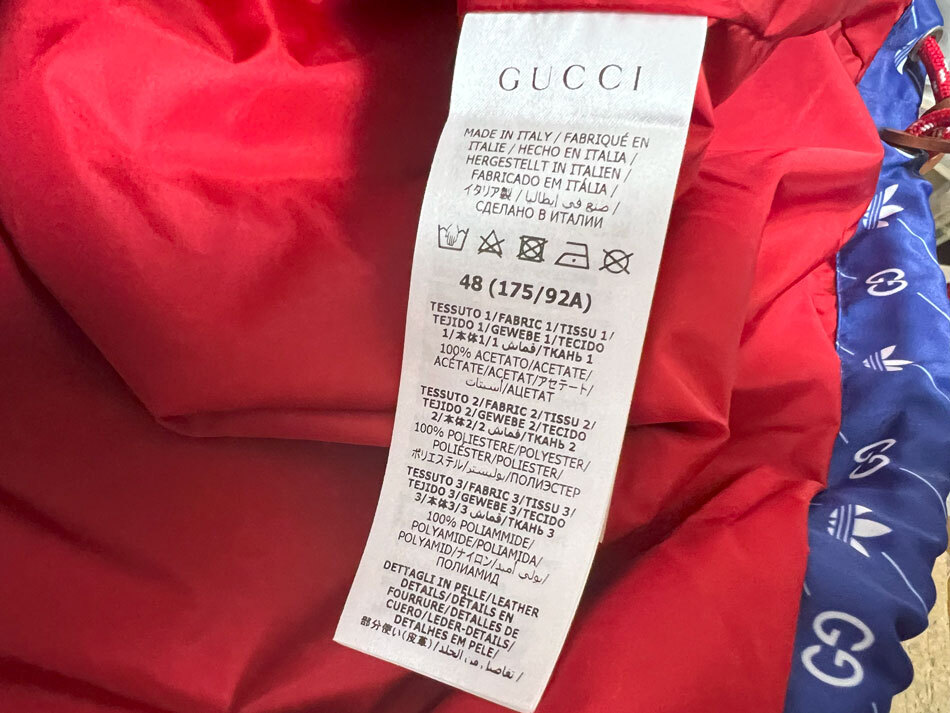 GUCCI
MADE IN ITALY / FABRIQUÉ EN
ITALIE / HECHO EN ITALIA /
HERGESTELLT IN ITALIEN /
FABRICADO EM ITÁLIA /
イタリア製 / صنع في إيطاليا /
СДЕЛАНО В ИТАЛИИ
48 (175/92A)
TESSUTO 1/FABRIC 1/TISSU 1/
TEJIDO 1/GEWEBE 1/TECIDO
1/本体1/1 قماش/ТКАНЬ 1
100% ACETATO/ACETATE/
ACÉTATE/ACETAT/アセテート/
أسيتات/АЦЕТАТ
TESSUTO 2/FABRIC 2/TISSU 2/
TEJIDO 2/GEWEBE 2/TECIDO
2/本体2/2 قماش/ТКАНЬ 2
100% POLIESTERE/POLYESTER/
POLIÉSTER/POLYESTER/POLIÉSTER/
ポリエステル/بوليستر/ПОЛИЭСТЕР
TESSUTO 3/FABRIC 3/TISSU 3/
TEJIDO 3/GEWEBE 3/TECIDO
3/本体3/3 قماش/ТКАНЬ 3
100% POLIAMMIDE/
POLYAMIDE/POLIAMIDA/
POLYAMID/ナイロン/بولي أميد/
ПОЛИАМИД
DETTAGLI IN PELLE/LEATHER
DETAILS/DÉTAILS EN
FOURRURE/DETALLES DE
CUERO/LEDER-DETAILS/
DETALHES EM PELE/
部分使い(皮革)/تفاصيل من الجلد/